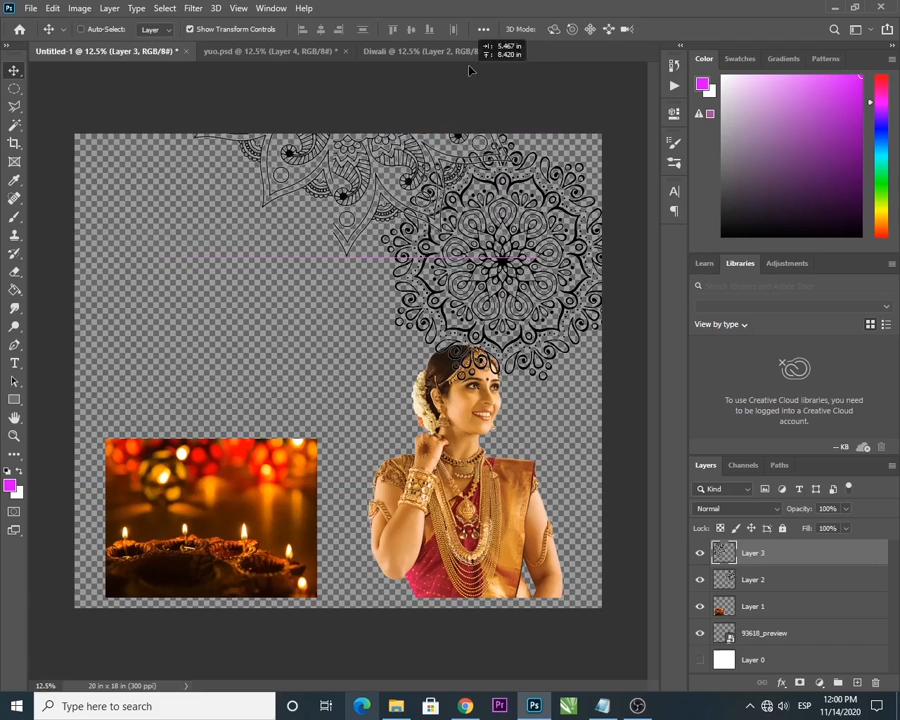 Ps File Edit Image Layer Type Select Filter 3D View Window Help
Auto-Select: Layer Show Transform Controls 3D Mode:
Untitled-1 @ 12.5% (Layer 3, RGB/8#) * × yuo.psd @ 12.5% (Layer 4, RGB/8#) * × Diwali @ 12.5% (Layer 2, RGB/8
5.467 in
8.420 in
Color Swatches Gradients Patterns
Learn Libraries Adjustments
View by type
To use Creative Cloud libraries, you need
to be logged into a Creative Cloud
account.
-- KB
Layers Channels Paths
Kind
Normal Opacity: 100%
Lock: Fill: 100%
Layer 3
Layer 2
Layer 1
93618_preview
Layer 0
12.5% 20 in x 18 in (300 ppi)
Type here to search
Pr Ps
ESP 12:00 PM
11/14/2020